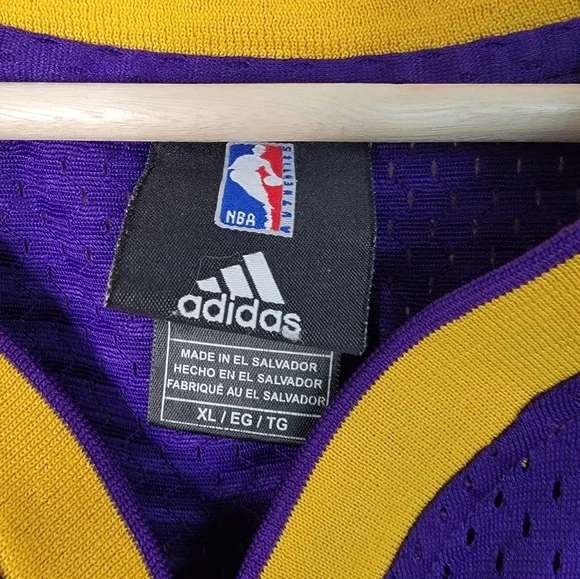 NBA
AUTHENTICS
adidas
MADE IN EL SALVADOR
HECHO EN EL SALVADOR
FABRIQUÉ AU EL SALVADOR
XL / EG / TG